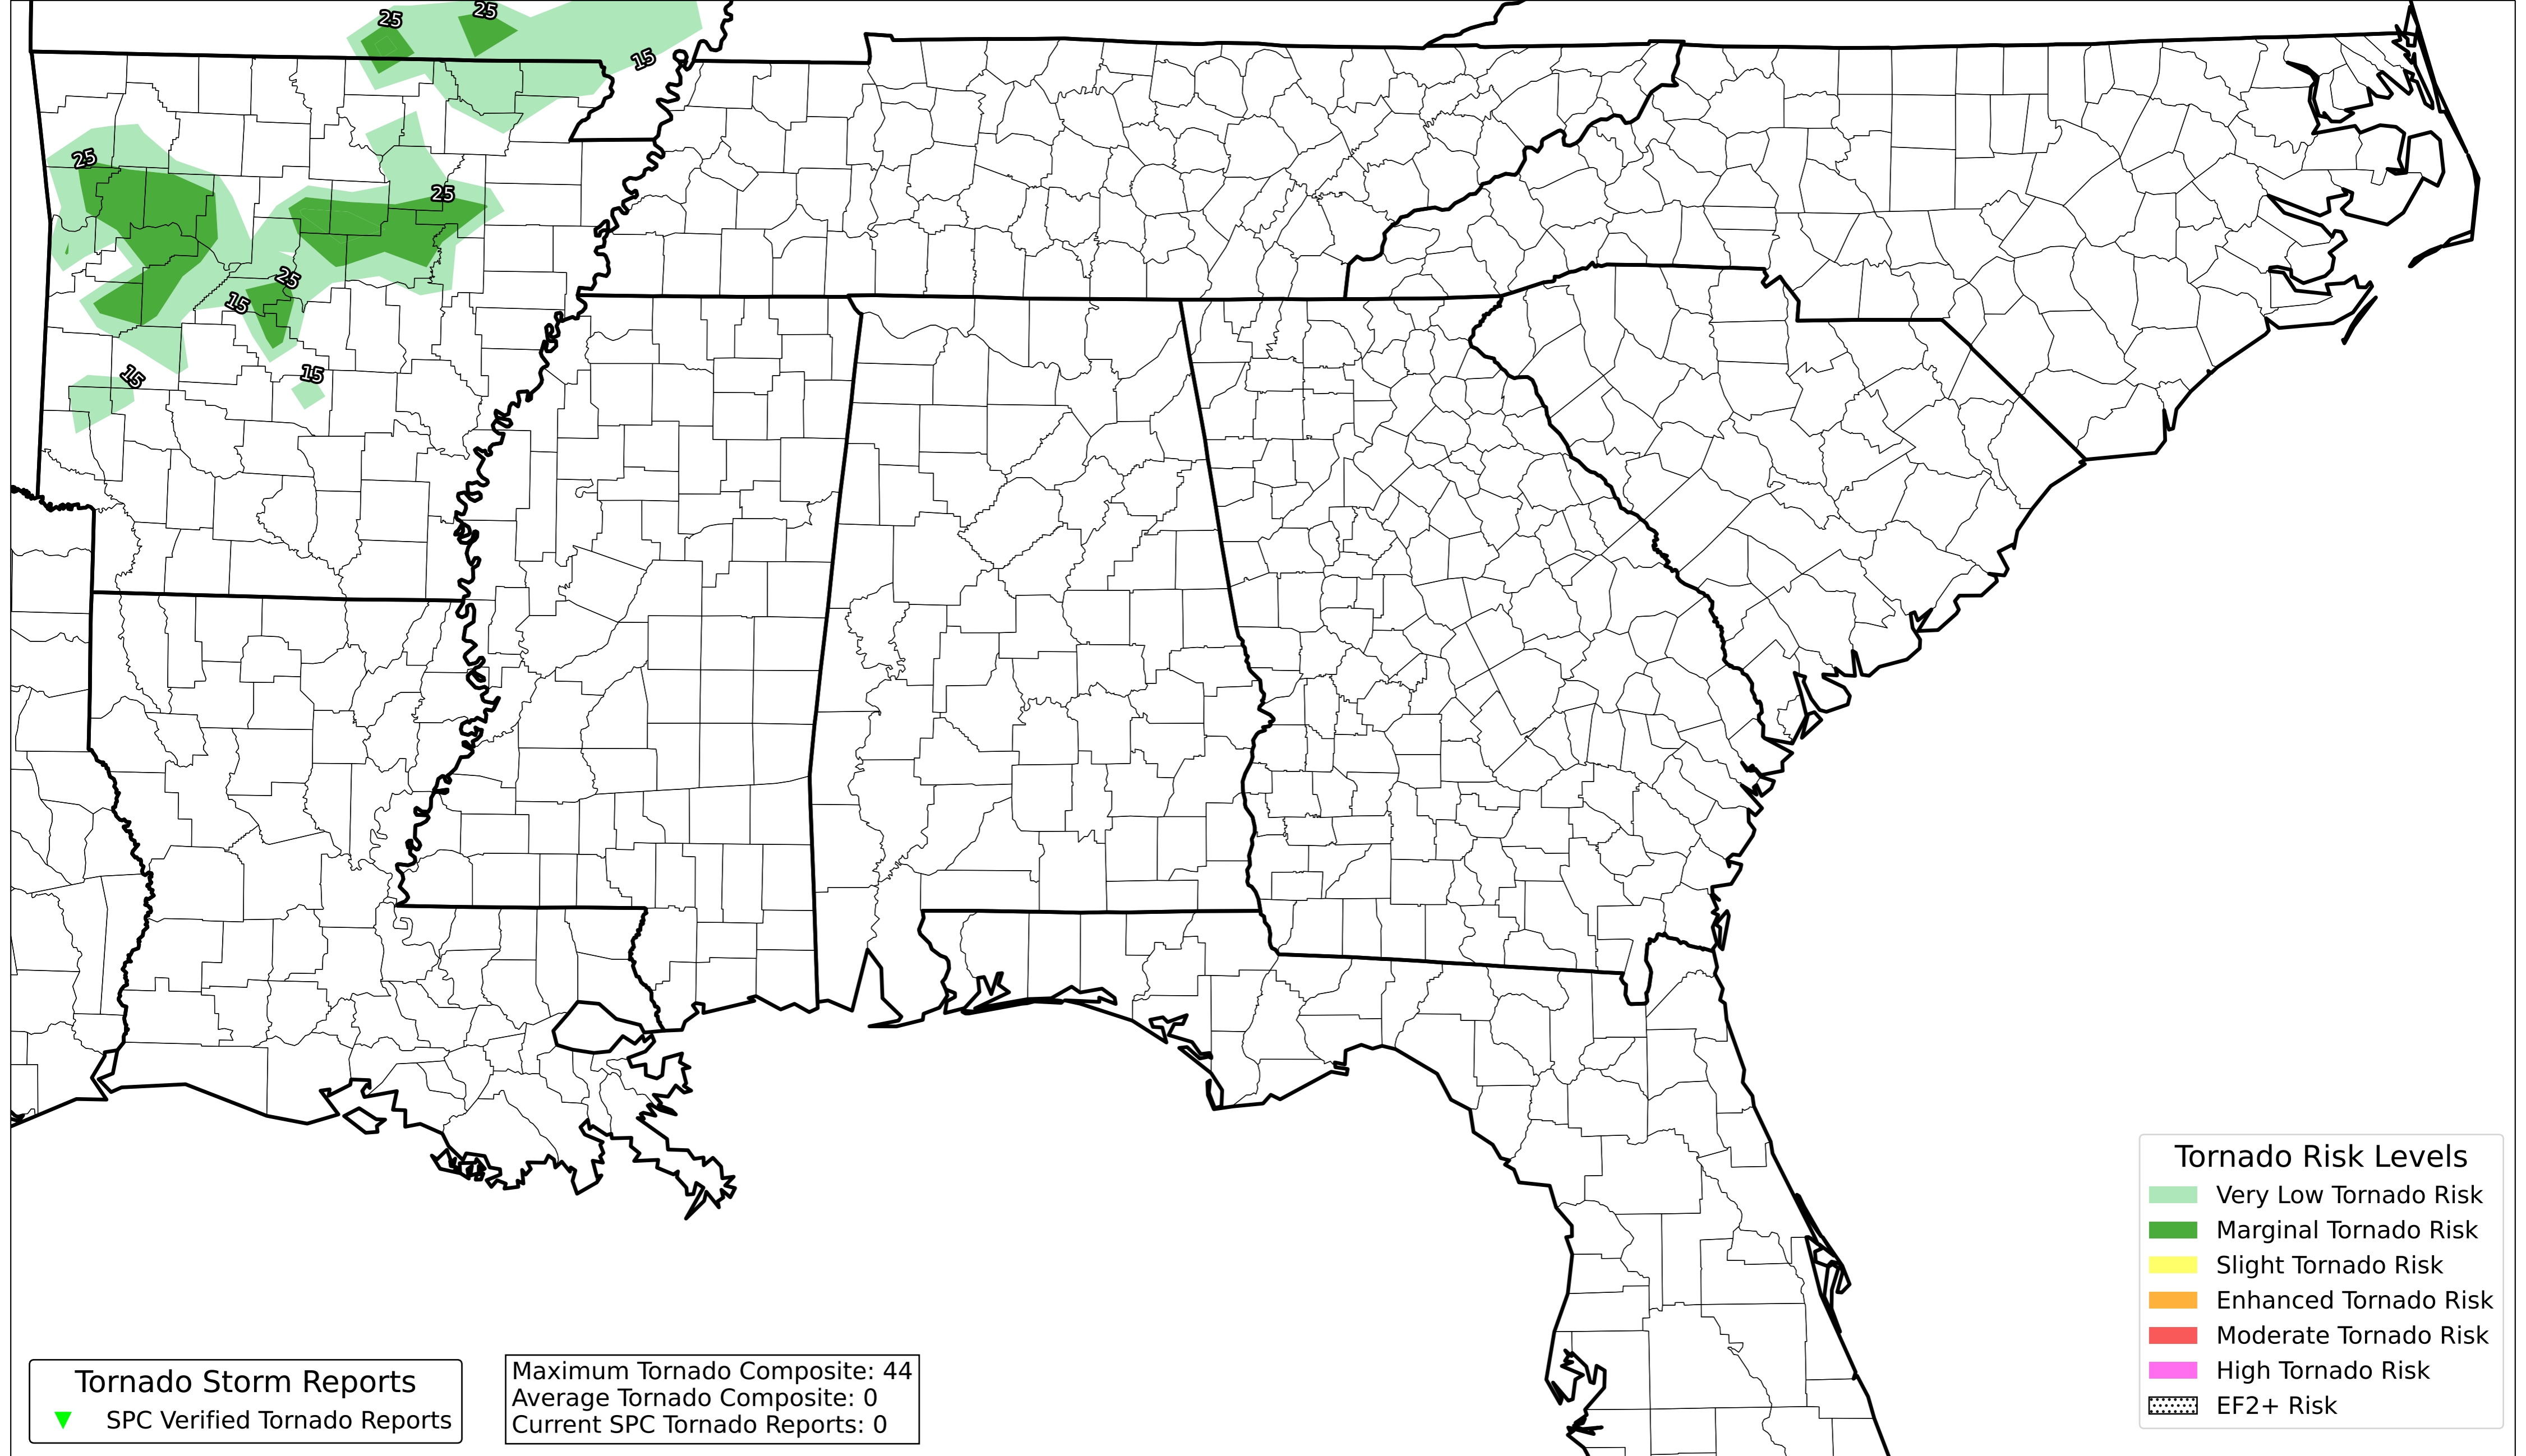 25
25
15
25
25
25
15
15
15
Tornado Risk Levels
Very Low Tornado Risk
Marginal Tornado Risk
Slight Tornado Risk
Enhanced Tornado Risk
Moderate Tornado Risk
High Tornado Risk
EF2+ Risk
Tornado Storm Reports
SPC Verified Tornado Reports
Maximum Tornado Composite: 44
Average Tornado Composite: 0
Current SPC Tornado Reports: 0